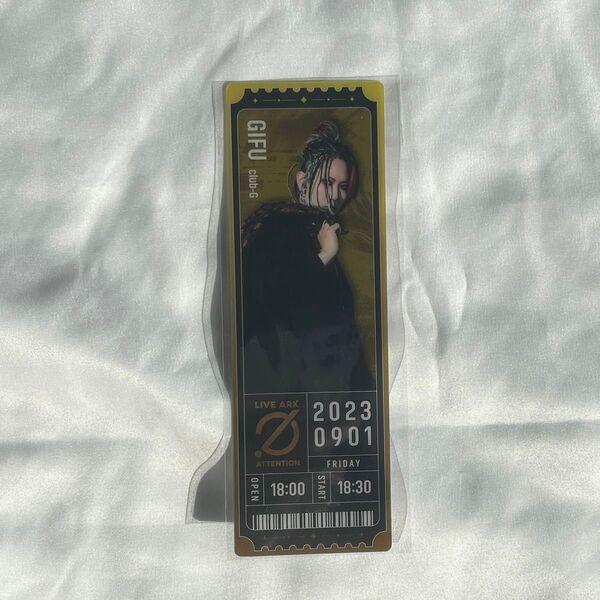 GIFU club-G
LIVE ARK
ATTENTION
2023
0901
FRIDAY
OPEN 18:00 START 18:30